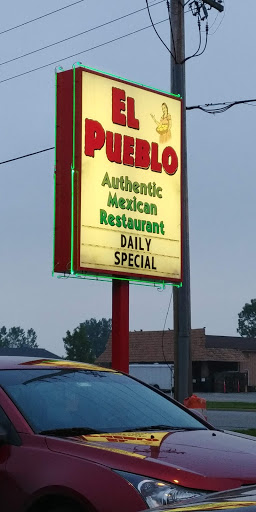 EL
PUEBLO
Authentic
Mexican
Restaurant
DAILY
SPECIAL